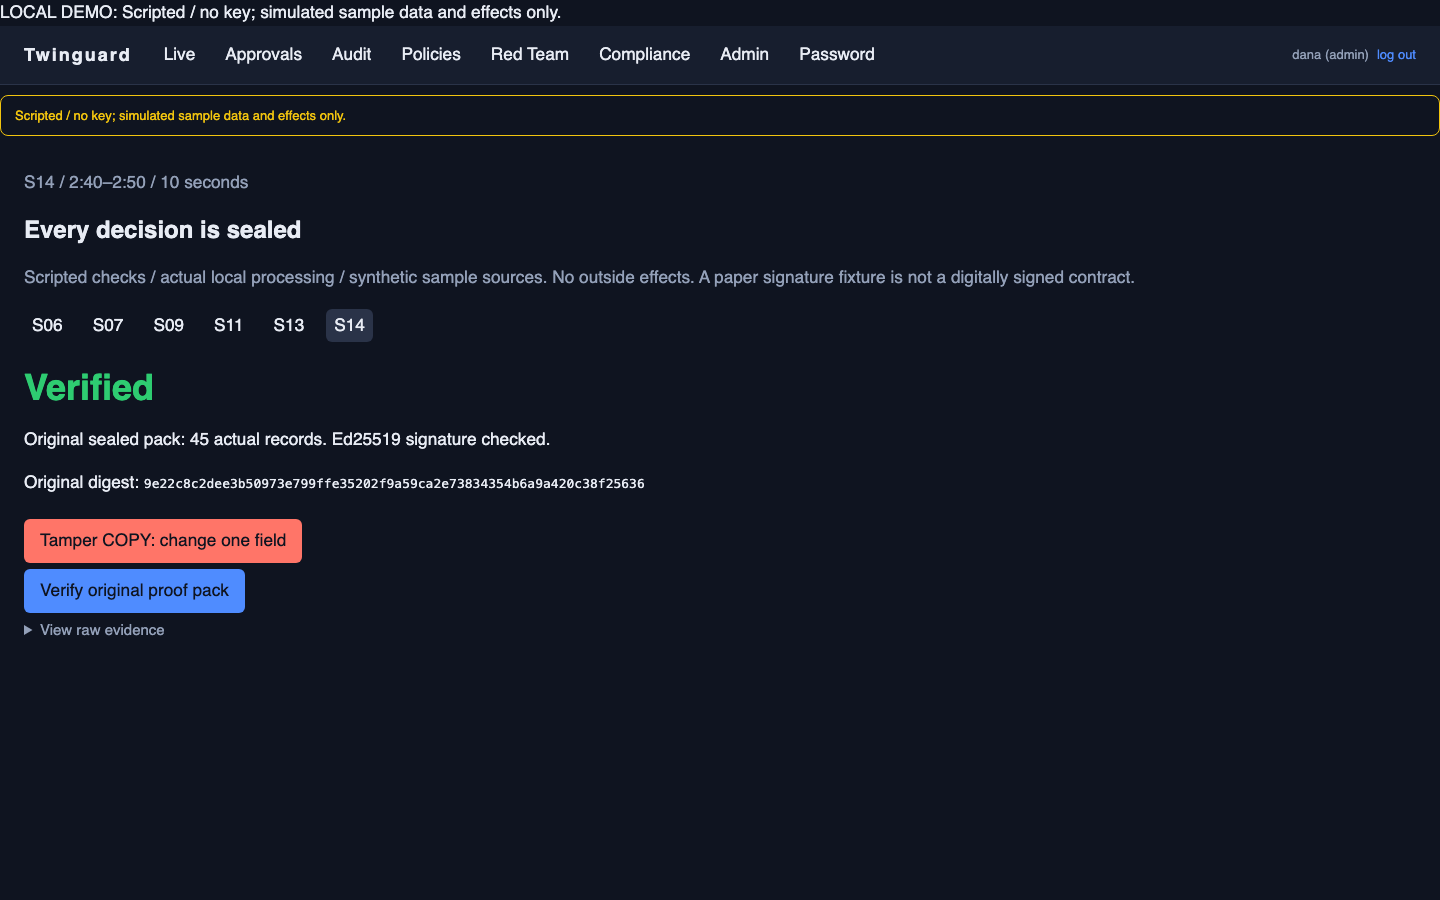 LOCAL DEMO: Scripted / no key; simulated sample data and effects only.
Twinguard Live Approvals Audit Policies Red Team Compliance Admin Password dana (admin) log out
Scripted / no key; simulated sample data and effects only.
S14 / 2:40–2:50 / 10 seconds
Every decision is sealed
Scripted checks / actual local processing / synthetic sample sources. No outside effects. A paper signature fixture is not a digitally signed contract.
S06 S07 S09 S11 S13 S14
Verified
Original sealed pack: 45 actual records. Ed25519 signature checked.
Original digest: 9e22c8c2dee3b50973e799ffe35202f9a59ca2e73834354b6a9a420c38f25636
Tamper COPY: change one field
Verify original proof pack
View raw evidence